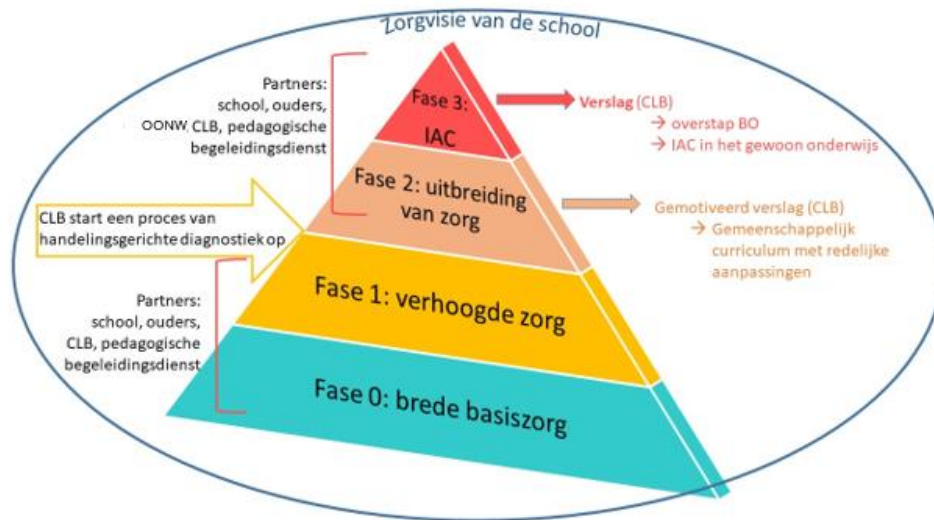 Zorgvisie van de school
Partners:
school, ouders,
OONW, CLB, pedagogische
begeleidingsdienst
Fase 3:
IAC
Verslag (CLB)
→ overstap BO
→ IAC in het gewoon onderwijs
Fase 2: uitbreiding
van zorg
Gemotiveerd verslag (CLB)
→ Gemeenschappelijk
curriculum met redelijke
aanpassingen
CLB start een proces van
handelingsgerichte diagnostiek op
Fase 1: verhoogde zorg
Partners:
school, ouders,
CLB, pedagogische
begeleidingsdienst
Fase 0: brede basiszorg